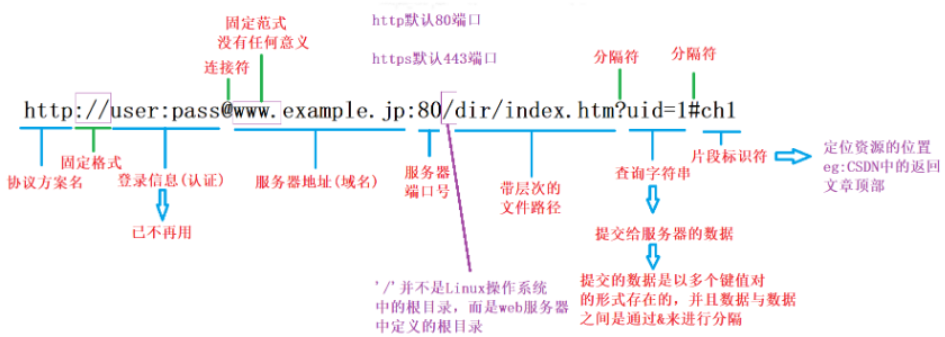 固定范式
没有任何意义
http默认80端口
连接符
https默认443端口
分隔符
分隔符
http://user:pass@www.example.jp:80/dir/index.htm?uid=1#ch1
协议方案名
固定格式
登录信息(认证)
已不再用
服务器地址(域名)
服务器
端口号
带层次的
文件路径
查询字符串
片段标识符
定位资源的位置
eg:CSDN中的返回
文章顶部
提交给服务器的数据
提交的数据是以多个键值对
的形式存在的，并且数据与数据
之间是通过&来进行分隔
'/'并不是Linux操作系统
中的根目录，而是web服务器
中定义的根目录